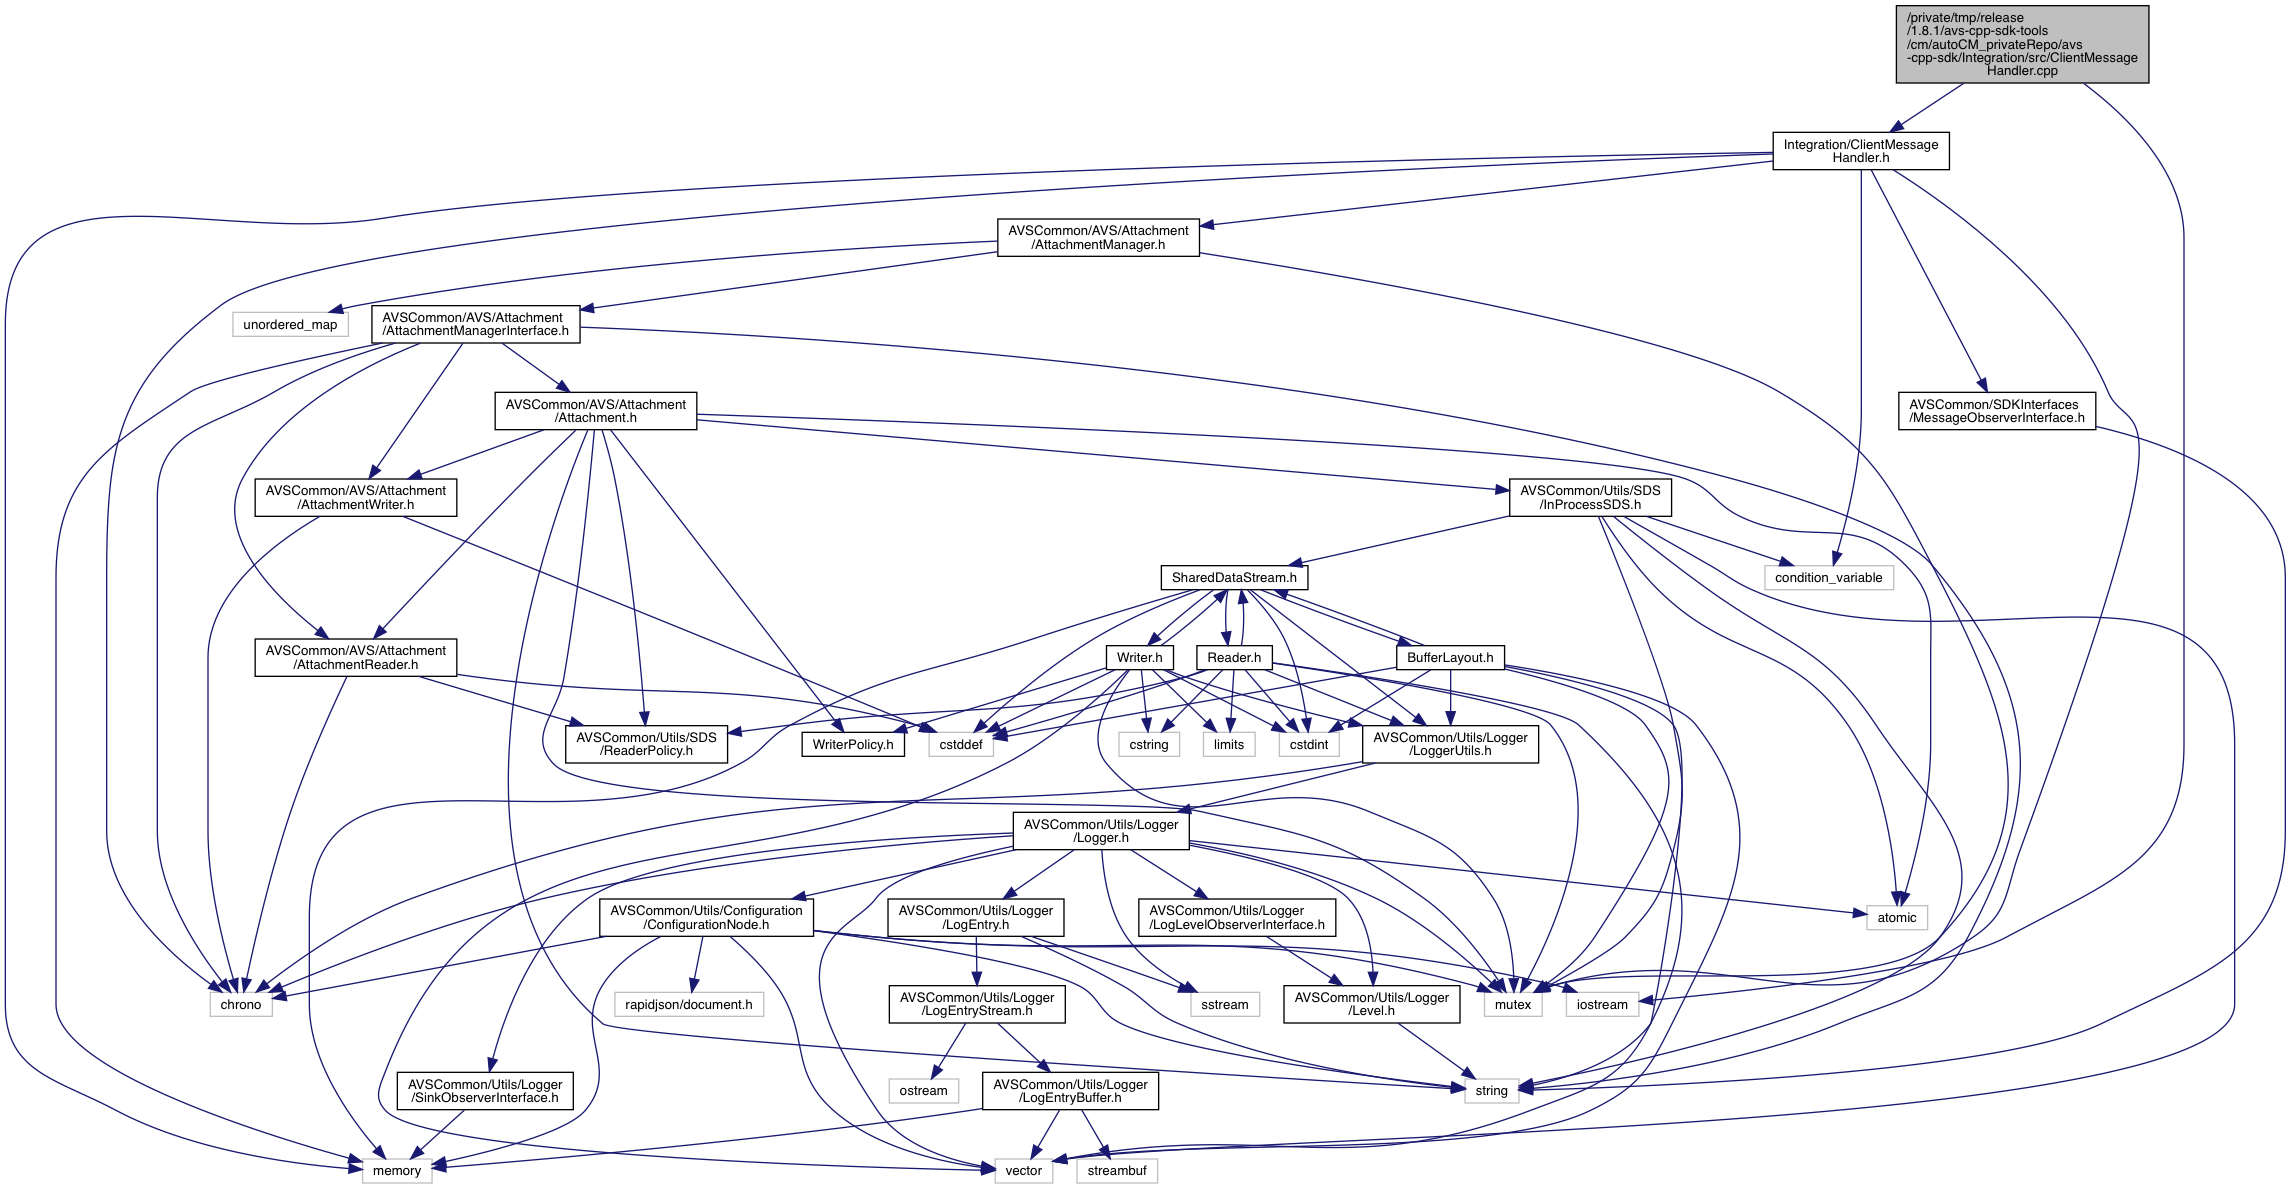 /private/tmp/release
/1.8.1/avs-cpp-sdk-tools
/cm/autoCM_privateRepo/avs
-cpp-sdk/Integration/src/ClientMessage
Handler.cpp
Integration/ClientMessage
Handler.h
AVSCommon/AVS/Attachment
/AttachmentManager.h
unordered_map
AVSCommon/AVS/Attachment
/AttachmentManagerInterface.h
AVSCommon/AVS/Attachment
/Attachment.h
AVSCommon/SDKInterfaces
/MessageObserverInterface.h
AVSCommon/AVS/Attachment
/AttachmentWriter.h
AVSCommon/Utils/SDS
/InProcessSDS.h
SharedDataStream.h
condition_variable
AVSCommon/AVS/Attachment
/AttachmentReader.h
Writer.h
Reader.h
BufferLayout.h
AVSCommon/Utils/SDS
/ReaderPolicy.h
WriterPolicy.h
cstddef
cstring
limits
cstdint
AVSCommon/Utils/Logger
/LoggerUtils.h
AVSCommon/Utils/Logger
/Logger.h
AVSCommon/Utils/Configuration
/ConfigurationNode.h
AVSCommon/Utils/Logger
/LogEntry.h
AVSCommon/Utils/Logger
/LogLevelObserverInterface.h
atomic
chrono
rapidjson/document.h
AVSCommon/Utils/Logger
/LogEntryStream.h
sstream
AVSCommon/Utils/Logger
/Level.h
mutex
iostream
AVSCommon/Utils/Logger
/SinkObserverInterface.h
ostream
AVSCommon/Utils/Logger
/LogEntryBuffer.h
string
memory
vector
streambuf